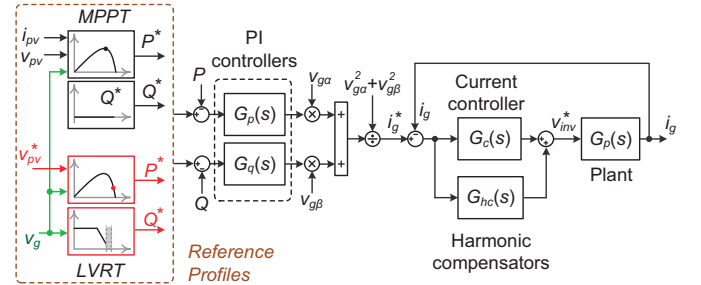 MPPT
i_pv
v_pv
P*
Q*
Q*
v_pv*
P*
Q*
v_g
LVRT
Reference
Profiles
PI
controllers
P
G_p(s)
G_q(s)
Q
v_gα
v_gβ
v_gα^2+v_gβ^2
+
+
÷
i_g*
i_g
Current
controller
G_c(s)
G_hc(s)
Harmonic
compensators
v_inv*
G_p(s)
Plant
i_g